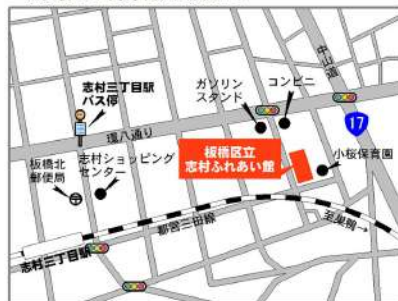 中山道
志村三丁目駅
バス停
ガソリン
スタンド
コンビニ
17
環八通り
板橋北
郵便局
志村ショッピング
センター
板橋区立
志村ふれあい館
小桜保育園
都営三田線
至巣鴨→
志村三丁目駅